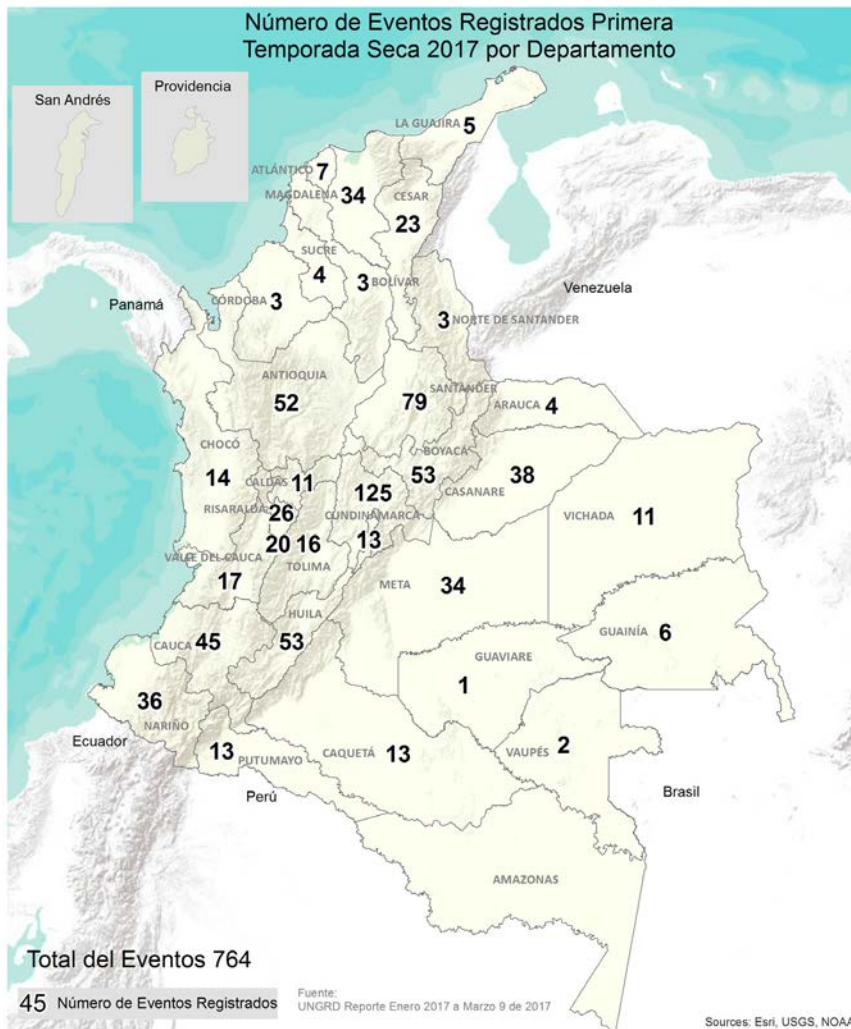 Número de Eventos Registrados Primera
Temporada Seca 2017 por Departamento
San Andrés
Providencia
LA GUAJIRA 5
ATLÁNTICO 7
MAGDALENA 34
CESAR
23
SUCRE
4
3 BOLÍVAR
CÓRDOBA 3
Panamá
Venezuela
3 NORTE DE SANTANDER
ANTIOQUIA
52
SANTANDER
79
ARAUCA 4
CHOCÓ
14
BOYACÁ
53
CASANARE
38
CALDAS 11
125
CUNDINAMARCA
RISARALDA 26
VICHADA 11
20 16
13
TOLIMA
VALLE DEL CAUCA
17
META 34
HUILA
53
CAUCA 45
GUAINÍA 6
GUAVIARE
1
36
NARIÑO
Ecuador
13 PUTUMAYO
CAQUETÁ 13
VAUPÉS 2
Perú
Brasil
AMAZONAS
Total del Eventos 764
45 Número de Eventos Registrados
Fuente:
UNGRD Reporte Enero 2017 a Marzo 9 de 2017
Sources: Esri, USGS, NOAA